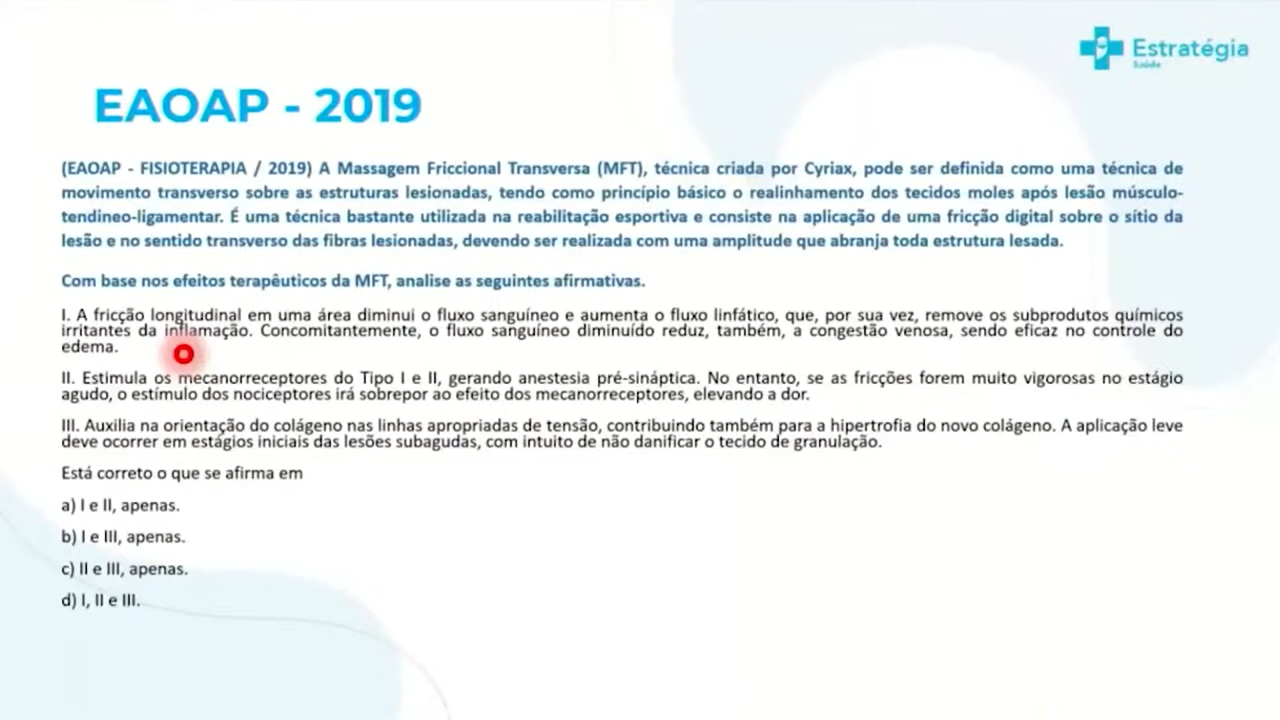 Estratégia
Saúde
EAOAP - 2019
(EAOAP - FISIOTERAPIA / 2019) A Massagem Friccional Transversa (MFT), técnica criada por Cyriax, pode ser definida como uma técnica de
movimento transverso sobre as estruturas lesionadas, tendo como princípio básico o realinhamento dos tecidos moles após lesão músculo-
tendineo-ligamentar. É uma técnica bastante utilizada na reabilitação esportiva e consiste na aplicação de uma fricção digital sobre o sítio da
lesão e no sentido transverso das fibras lesionadas, devendo ser realizada com uma amplitude que abranja toda estrutura lesada.
Com base nos efeitos terapêuticos da MFT, analise as seguintes afirmativas.
I. A fricção longitudinal em uma área diminui o fluxo sanguíneo e aumenta o fluxo linfático, que, por sua vez, remove os subprodutos químicos
irritantes da inflamação. Concomitantemente, o fluxo sanguíneo diminuído reduz, também, a congestão venosa, sendo eficaz no controle do
edema.
II. Estimula os mecanorreceptores do Tipo I e II, gerando anestesia pré-sináptica. No entanto, se as fricções forem muito vigorosas no estágio
agudo, o estímulo dos nociceptores irá sobrepor ao efeito dos mecanorreceptores, elevando a dor.
III. Auxilia na orientação do colágeno nas linhas apropriadas de tensão, contribuindo também para a hipertrofia do novo colágeno. A aplicação leve
deve ocorrer em estágios iniciais das lesões subagudas, com intuito de não danificar o tecido de granulação.
Está correto o que se afirma em
a) I e II, apenas.
b) I e III, apenas.
c) II e III, apenas.
d) I, II e III.